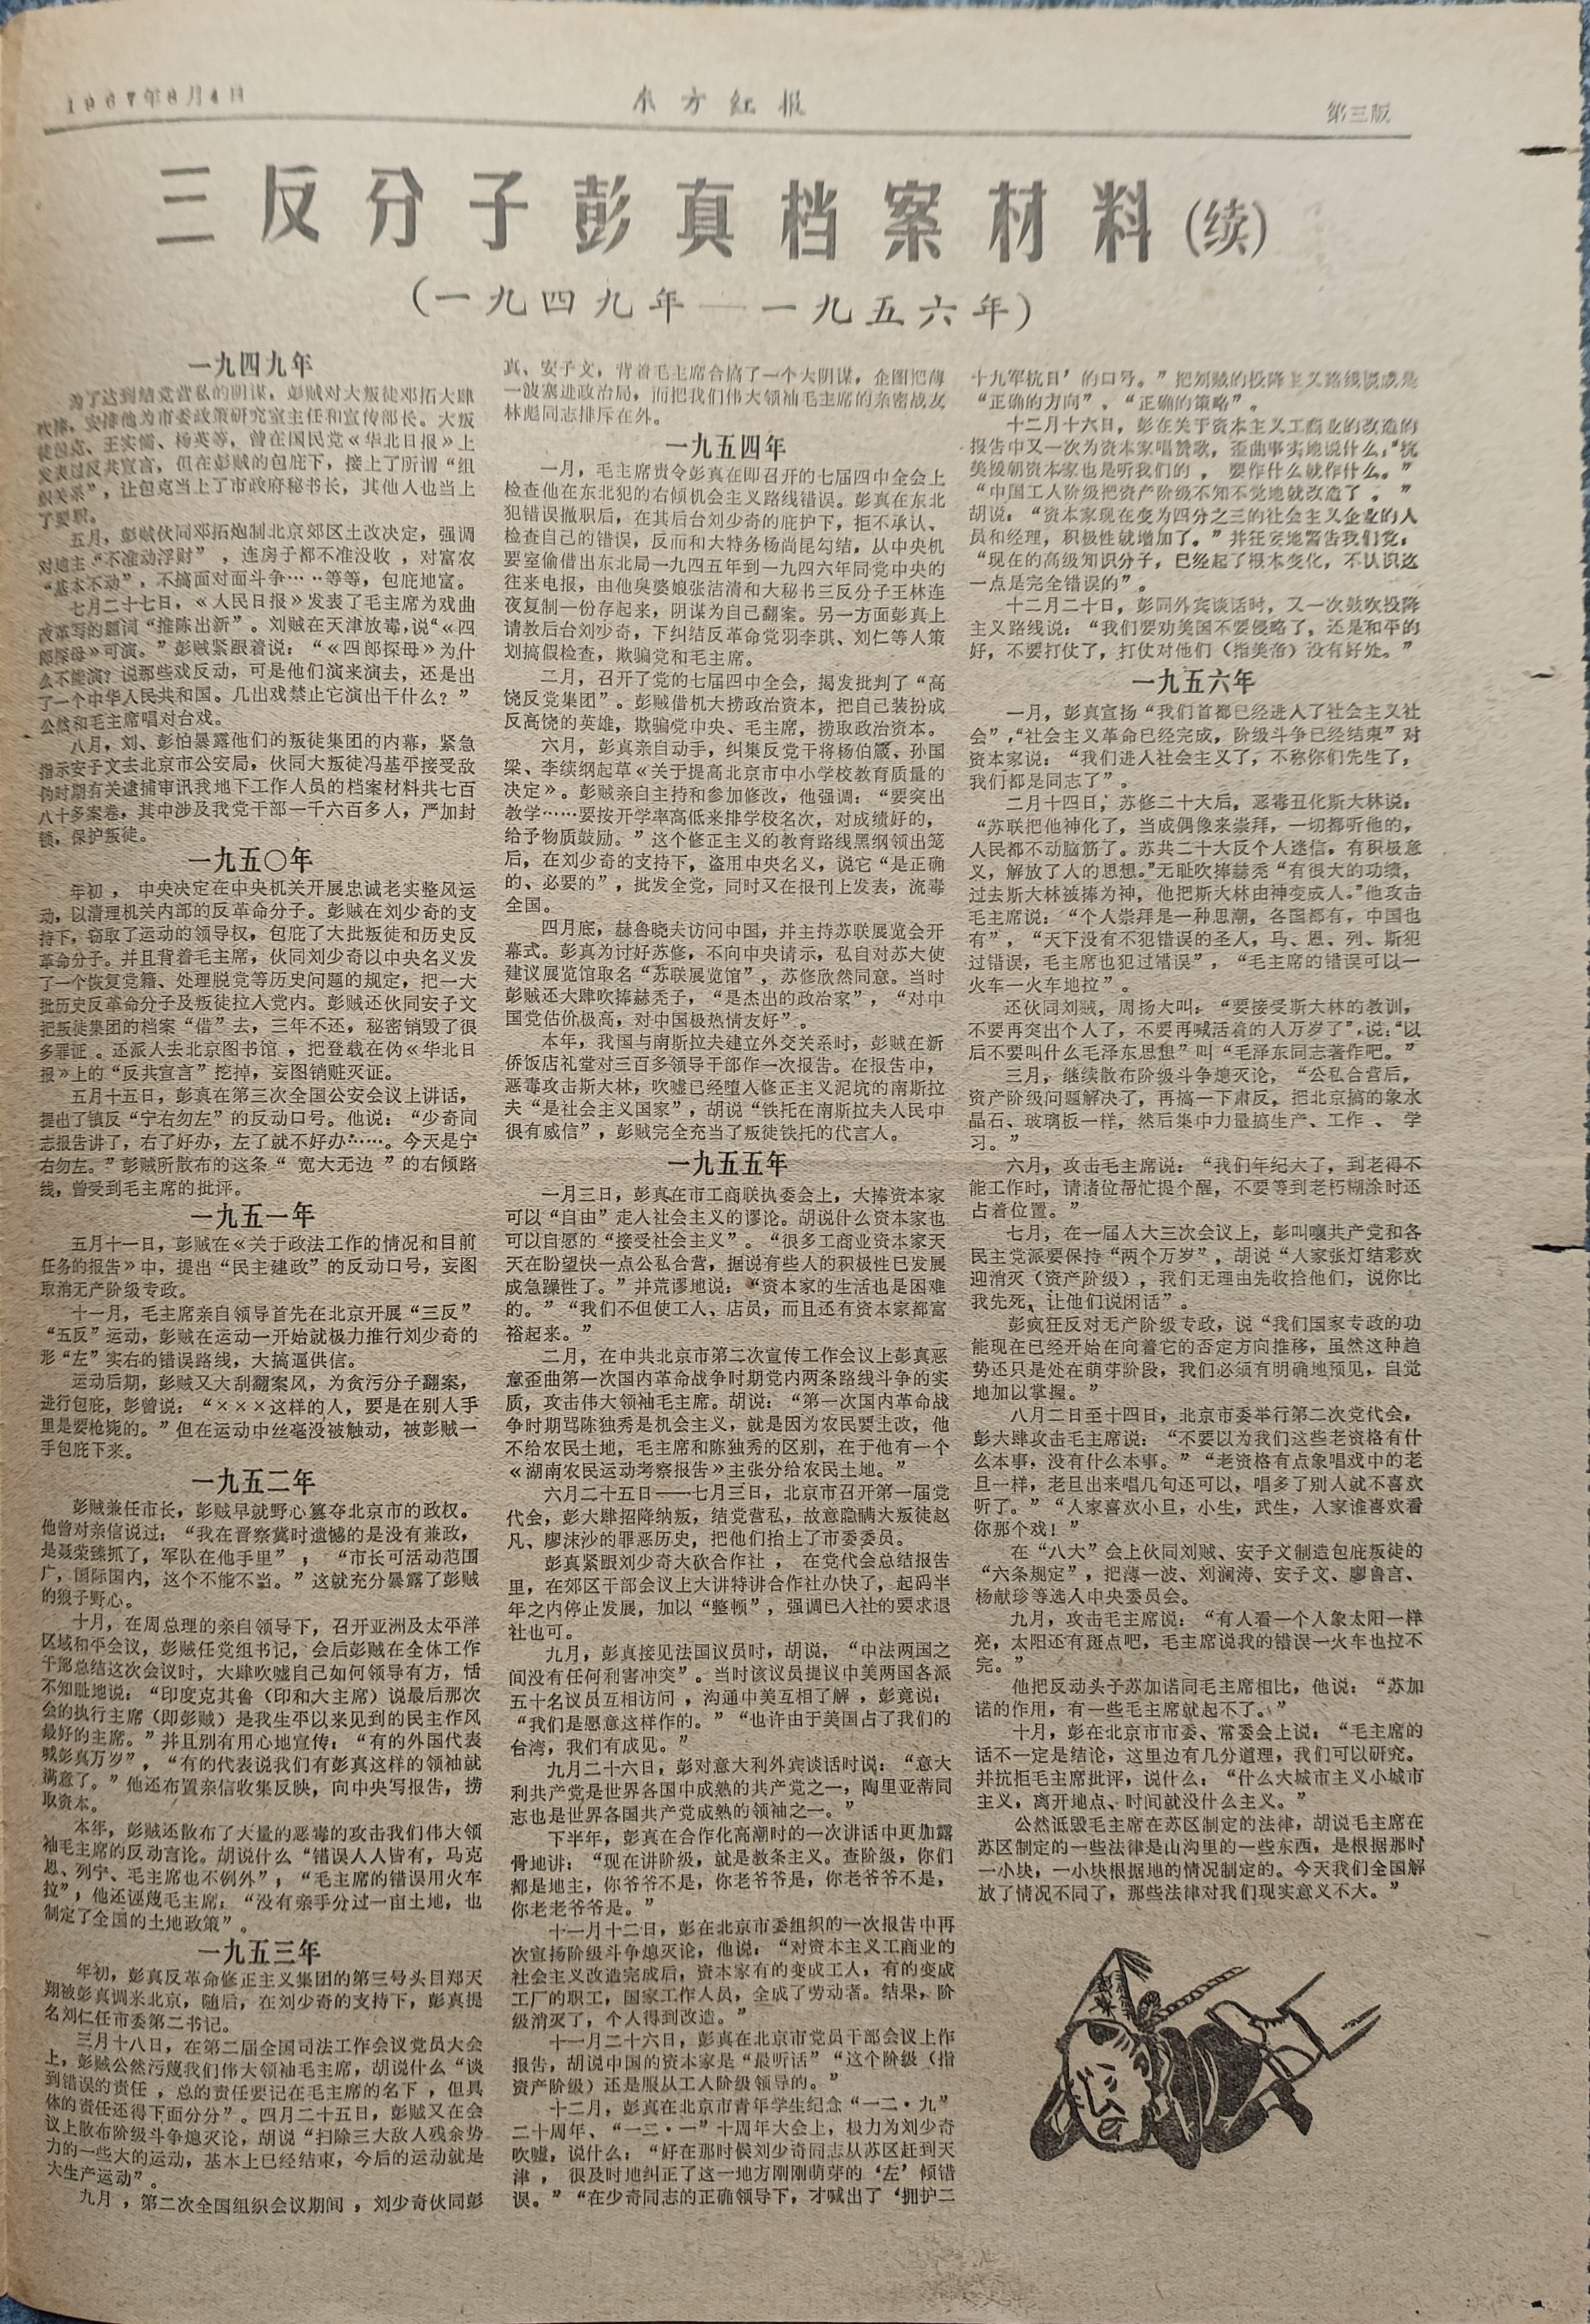 1967年8月4日
东方红报
第三版
三反分子彭真档案材料(续)
(一九四九年——一九五六年)
一九四九年
为了达到结党营私的阴谋，彭贼对大叛徒邓拓大肆
吹捧，安排他为市委政策研究室主任和宣传部长。大叛
徒包克、王实儒、杨英等，曾在国民党《华北日报》上
发表过反共宣言，但在彭贼的包庇下，接上了所谓“组
织关系”，让包克当上了市政府秘书长，其他人也当上
了要职。
五月，彭贼伙同邓拓炮制北京郊区土改决定，强调
对地主“不准动浮财”，连房子都不准没收，对富农
“基本不动”，不搞面对面斗争……等等，包庇地富。
七月二十七日，《人民日报》发表了毛主席为戏曲
改革写的题词“推陈出新”。刘贼在天津放毒，说“《四
郎探母》可演。”彭贼紧跟着说：“《四郎探母》为什
么不能演？说那些戏反动，可是他们演来演去，还是出
了一个中华人民共和国。几出戏禁止它演出干什么？”
公然和毛主席唱对台戏。
八月，刘、彭怕暴露他们的叛徒集团的内幕，紧急
指示安子文去北京市公安局，伙同大叛徒冯基平接受敌
伪时期有关逮捕审讯我地下工作人员的档案材料共七百
八十多案卷，其中涉及我党干部一千六百多人，严加封
锁，保护叛徒。
一九五〇年
年初，中央决定在中央机关开展忠诚老实整风运
动，以清理机关内部的反革命分子。彭贼在刘少奇的支
持下，窃取了运动的领导权，包庇了大批叛徒和历史反
革命分子。并且背着毛主席，伙同刘少奇以中央名义发
了一个恢复党籍、处理脱党等历史问题的规定，把一大
批历史反革命分子及叛徒拉入党内。彭贼还伙同安子文
把叛徒集团的档案“借”去，三年不还，秘密销毁了很
多罪证。还派人去北京图书馆，把登载在伪《华北日
报》上的“反共宣言”挖掉，妄图销赃灭证。
五月十五日，彭真在第三次全国公安会议上讲话，
提出了镇反“宁右勿左”的反动口号。他说：“少奇同
志报告讲了，右了好办，左了就不好办……。今天是宁
右勿左。”彭贼所散布的这条“宽大无边”的右倾路
线，曾受到毛主席的批评。
一九五一年
五月十一日，彭贼在《关于政法工作的情况和目前
任务的报告》中，提出“民主建政”的反动口号，妄图
取消无产阶级专政。
十一月，毛主席亲自领导首先在北京开展“三反”
“五反”运动，彭贼在运动一开始就极力推行刘少奇的
形“左”实右的错误路线，大搞逼供信。
运动后期，彭贼又大刮翻案风，为贪污分子翻案，
进行包庇，彭曾说：“×××这样的人，要是在别人手
里是要枪毙的。”但在运动中丝毫没被触动，被彭贼一
手包庇下来。
一九五二年
彭贼兼任市长，彭贼早就野心篡夺北京市的政权。
他曾对亲信说过：“我在晋察冀时遗憾的是没有兼政，
是聂荣臻抓了，军队在他手里”，“市长可活动范围
广，国际国内，这个不能不当。”这就充分暴露了彭贼
的狼子野心。
十月，在周总理的亲自领导下，召开亚洲及太平洋
区域和平会议，彭贼任党组书记，会后彭贼在全体工作
干部总结这次会议时，大肆吹嘘自己如何领导有方，恬
不知耻地说：“印度克其鲁（印和大主席）说最后那次
会的执行主席（即彭贼）是我生平以来见到的民主作风
最好的主席。”并且别有用心地宣传：“有的外国代表
喊彭真万岁”，“有的代表说我们有彭真这样的领袖就
满意了。”他还布置亲信收集反映，向中央写报告，捞
取资本。
本年，彭贼还散布了大量的恶毒的攻击我们伟大领
袖毛主席的反动言论。胡说什么“错误人人皆有，马克
思、列宁、毛主席也不例外”，“毛主席的错误用火车
拉”，他还诬蔑毛主席：“没有亲手分过一亩土地，也
制定了全国的土地政策”。
一九五三年
年初，彭真反革命修正主义集团的第三号头目郑天
翔被彭真调来北京，随后，在刘少奇的支持下，彭真提
名刘仁任市委第二书记。
三月十八日，在第二届全国司法工作会议党员大会
上，彭贼公然污蔑我们伟大领袖毛主席，胡说什么“谈
到错误的责任，总的责任要记在毛主席的名下，但具
体的责任还得下面分分”。四月二十五日，彭贼又在会
议上散布阶级斗争熄灭论，胡说“扫除三大敌人残余势
力的一些大的运动，基本上已经结束，今后的运动就是
大生产运动”。
九月，第二次全国组织会议期间，刘少奇伙同彭
真、安子文，背着毛主席合搞了一个大阴谋，企图把薄
一波塞进政治局，而把我们伟大领袖毛主席的亲密战友
林彪同志排斥在外。
一九五四年
一月，毛主席责令彭真在即召开的七届四中全会上
检查他在东北犯的右倾机会主义路线错误。彭真在东北
犯错误撤职后，在其后台刘少奇的庇护下，拒不承认、
检查自己的错误，反而和大特务杨尚昆勾结，从中央机
要室偷借出东北局一九四五年到一九四六年同党中央的
往来电报，由他臭婆娘张洁清和大秘书三反分子王林连
夜复制一份存起来，阴谋为自己翻案。另一方面彭真上
请教后台刘少奇，下纠结反革命党羽李琪、刘仁等人策
划搞假检查，欺骗党和毛主席。
二月，召开了党的七届四中全会，揭发批判了“高
饶反党集团”。彭贼借机大捞政治资本，把自己装扮成
反高饶的英雄，欺骗党中央、毛主席，捞取政治资本。
六月，彭真亲自动手，纠集反党干将杨伯箴、孙国
梁、李续纲起草《关于提高北京市中小学校教育质量的
决定》。彭贼亲自主持和参加修改，他强调：“要突出
教学……要按开学率高低来排学校名次，对成绩好的，
给予物质鼓励。”这个修正主义的教育路线黑纲领出笼
后，在刘少奇的支持下，盗用中央名义，说它“是正确
的、必要的”，批发全党，同时又在报刊上发表，流毒
全国。
四月底，赫鲁晓夫访问中国，并主持苏联展览会开
幕式。彭真为讨好苏修，不向中央请示，私自对苏大使
建议展览馆取名“苏联展览馆”，苏修欣然同意。当时
彭贼还大肆吹捧赫秃子，“是杰出的政治家”，“对中
国党估价极高，对中国极热情友好”。
本年，我国与南斯拉夫建立外交关系时，彭贼在新
侨饭店礼堂对三百多领导干部作一次报告。在报告中，
恶毒攻击斯大林，吹嘘已经堕入修正主义泥坑的南斯拉
夫“是社会主义国家”，胡说“铁托在南斯拉夫人民中
很有威信”，彭贼完全充当了叛徒铁托的代言人。
一九五五年
一月三日，彭真在市工商联执委会上，大捧资本家
可以“自由”走入社会主义的谬论。胡说什么资本家也
可以自愿的“接受社会主义”。“很多工商业资本家天
天在盼望快一点公私合营，据说有些人的积极性已发展
成急躁性了。”并荒谬地说：“资本家的生活也是困难
的。”“我们不但使工人、店员，而且还有资本家都富
裕起来。”
二月，在中共北京市第二次宣传工作会议上彭真恶
意歪曲第一次国内革命战争时期党内两条路线斗争的实
质，攻击伟大领袖毛主席。胡说：“第一次国内革命战
争时期骂陈独秀是机会主义，就是因为农民要土改，他
不给农民土地，毛主席和陈独秀的区别，在于他有一个
《湖南农民运动考察报告》主张分给农民土地。”
六月二十五日——七月三日，北京市召开第一届党
代会，彭大肆招降纳叛，结党营私，故意隐瞒大叛徒赵
凡、廖沫沙的罪恶历史，把他们抬上了市委委员。
彭真紧跟刘少奇大砍合作社，在党代会总结报告
里，在郊区干部会议上大讲特讲合作社办快了，起码半
年之内停止发展，加以“整顿”，强调已入社的要求退
社也可。
九月，彭真接见法国议员时，胡说，“中法两国之
间没有任何利害冲突”。当时该议员提议中美两国各派
五十名议员互相访问，沟通中美互相了解，彭竟说：
“我们是愿意这样作的。”“也许由于美国占了我们的
台湾，我们有成见。”
九月二十六日，彭对意大利外宾谈话时说：“意大
利共产党是世界各国中成熟的共产党之一，陶里亚蒂同
志也是世界各国共产党成熟的领袖之一。”
下半年，彭真在合作化高潮时的一次讲话中更加露
骨地讲：“现在讲阶级，就是教条主义。查阶级，你们
都是地主，你爷爷不是，你老爷爷是，你老爷爷不是，
你老老爷爷是。”
十一月十二日，彭在北京市委组织的一次报告中再
次宣扬阶级斗争熄灭论，他说：“对资本主义工商业的
社会主义改造完成后，资本家有的变成工人，有的变成
工厂的职工，国家工作人员，全成了劳动者。结果，阶
级消灭了，个人得到改造。”
十一月二十六日，彭真在北京市党员干部会议上作
报告，胡说中国的资本家是“最听话”“这个阶级（指
资产阶级）还是服从工人阶级领导的。”
十二月，彭真在北京市青年学生纪念“一二·九”
二十周年、“一二·一”十周年大会上，极力为刘少奇
吹嘘，说什么：“好在那时候刘少奇同志从苏区赶到天
津，很及时地纠正了这一地方刚刚萌芽的‘左’倾错
误。”“在少奇同志的正确领导下，才喊出了‘拥护二
十九军抗日’的口号。”把刘贼的投降主义路线说成是
“正确的方向”，“正确的策略”。
十二月十六日，彭在关于资本主义工商业的改造的
报告中又一次为资本家唱赞歌，歪曲事实地说什么：“抗
美援朝资本家也是听我们的，要作什么就作什么。”
“中国工人阶级把资产阶级不知不觉地就改造了。”
胡说：“资本家现在变为四分之三的社会主义企业的人
员和经理，积极性就增加了。”并狂妄地警告我们党，
“现在的高级知识分子，已经起了根本变化，不认识这
一点是完全错误的”。
十二月二十日，彭同外宾谈话时，又一次鼓吹投降
主义路线说：“我们要劝美国不要侵略了，还是和平的
好，不要打仗了，打仗对他们（指美帝）没有好处。”
一九五六年
一月，彭真宣扬“我们首都已经进入了社会主义社
会”，“社会主义革命已经完成，阶级斗争已经结束”对
资本家说：“我们进入社会主义了，不称你们先生了，
我们都是同志了”。
二月十四日，苏修二十大后，恶毒丑化斯大林说：
“苏联把他神化了，当成偶像来崇拜，一切都听他的，
人民都不动脑筋了。苏共二十大反个人迷信，有积极意
义，解放了人的思想。”无耻吹捧赫秃“有很大的功绩，
过去斯大林被捧为神，他把斯大林由神变成人。”他攻击
毛主席说：“个人崇拜是一种思潮，各国都有，中国也
有”，“天下没有不犯错误的圣人，马、恩、列、斯犯
过错误，毛主席也犯过错误”，“毛主席的错误可以一
火车一火车地拉”。
还伙同刘贼，周扬大叫：“要接受斯大林的教训，
不要再突出个人了，不要再喊活着的人万岁了”，说：“以
后不要叫什么毛泽东思想”叫“毛泽东同志著作吧。”
三月，继续散布阶级斗争熄灭论，“公私合营后，
资产阶级问题解决了，再搞一下肃反，把北京搞的象水
晶石、玻璃板一样，然后集中力量搞生产、工作、学
习。”
六月，攻击毛主席说：“我们年纪大了，到老得不
能工作时，请诸位帮忙提个醒，不要等到老朽糊涂时还
占着位置。”
七月，在一届人大三次会议上，彭叫嚷共产党和各
民主党派要保持“两个万岁”，胡说“人家张灯结彩欢
迎消灭（资产阶级），我们无理由先收拾他们，说你比
我先死，让他们说闲话”。
彭疯狂反对无产阶级专政，说“我们国家专政的功
能现在已经开始在向着它的否定方向推移，虽然这种趋
势还只是处在萌芽阶段，我们必须有明确地预见，自觉
地加以掌握。”
八月二日至十四日，北京市委举行第二次党代会，
彭大肆攻击毛主席说：“不要以为我们这些老资格有什
么本事，没有什么本事。”“老资格有点象唱戏中的老
旦一样，老旦出来唱几句还可以，唱多了别人就不喜欢
听了。”“人家喜欢小旦，小生，武生，人家谁喜欢看
你那个戏！”
在“八大”会上伙同刘贼、安子文制造包庇叛徒的
“六条规定”，把薄一波、刘澜涛、安子文、廖鲁言、
杨献珍等选入中央委员会。
九月，攻击毛主席说：“有人看一个人象太阳一样
亮，太阳还有斑点吧，毛主席说我的错误一火车也拉不
完。”
他把反动头子苏加诺同毛主席相比，他说：“苏加
诺的作用，有一些毛主席就起不了。”
十月，彭在北京市市委、常委会上说：“毛主席的
话不一定是结论，这里边有几分道理，我们可以研究。
并抗拒毛主席批评，说什么：“什么大城市主义小城市
主义，离开地点、时间就没什么主义。”
公然诋毁毛主席在苏区制定的法律，胡说毛主席在
苏区制定的一些法律是山沟里的一些东西，是根据那时
一小块，一小块根据地的情况制定的。今天我们全国解
放了情况不同了，那些法律对我们现实意义不大。”